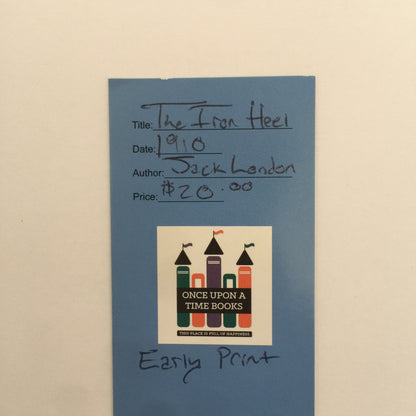 Title: The Iron Heel
Date: 1910
Author: Jack London
Price: $20.00
ONCE UPON A
TIME BOOKS
THIS PLACE IS FULL OF HAPPINESS
Early Print